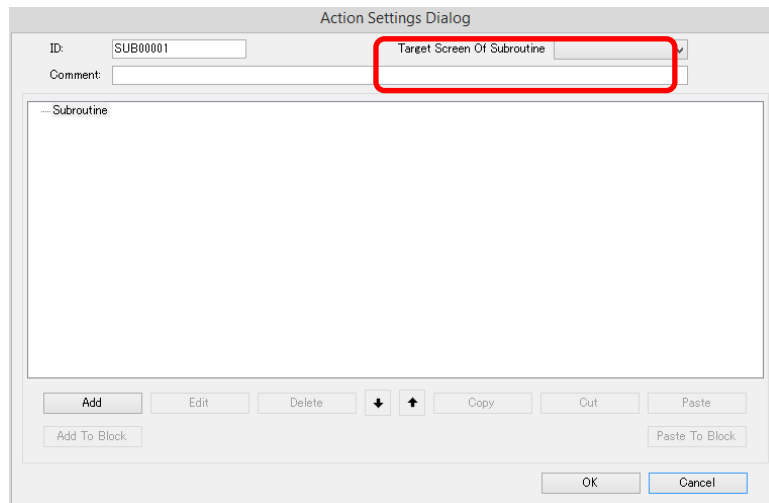 Action Settings Dialog
ID: SUB00001 Target Screen Of Subroutine
Comment:
Subroutine
Add Edit Delete Copy Cut Paste
Add To Block Paste To Block
OK Cancel